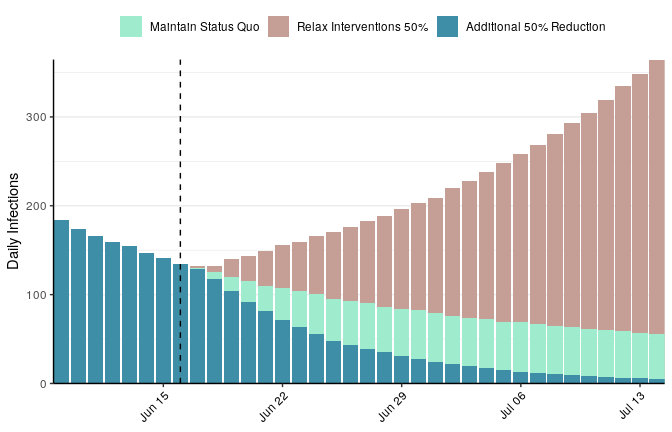 Maintain Status Quo Relax Interventions 50% Additional 50% Reduction
Daily Infections
300
200
100
0
Jun 15 Jun 22 Jun 29 Jul 06 Jul 13